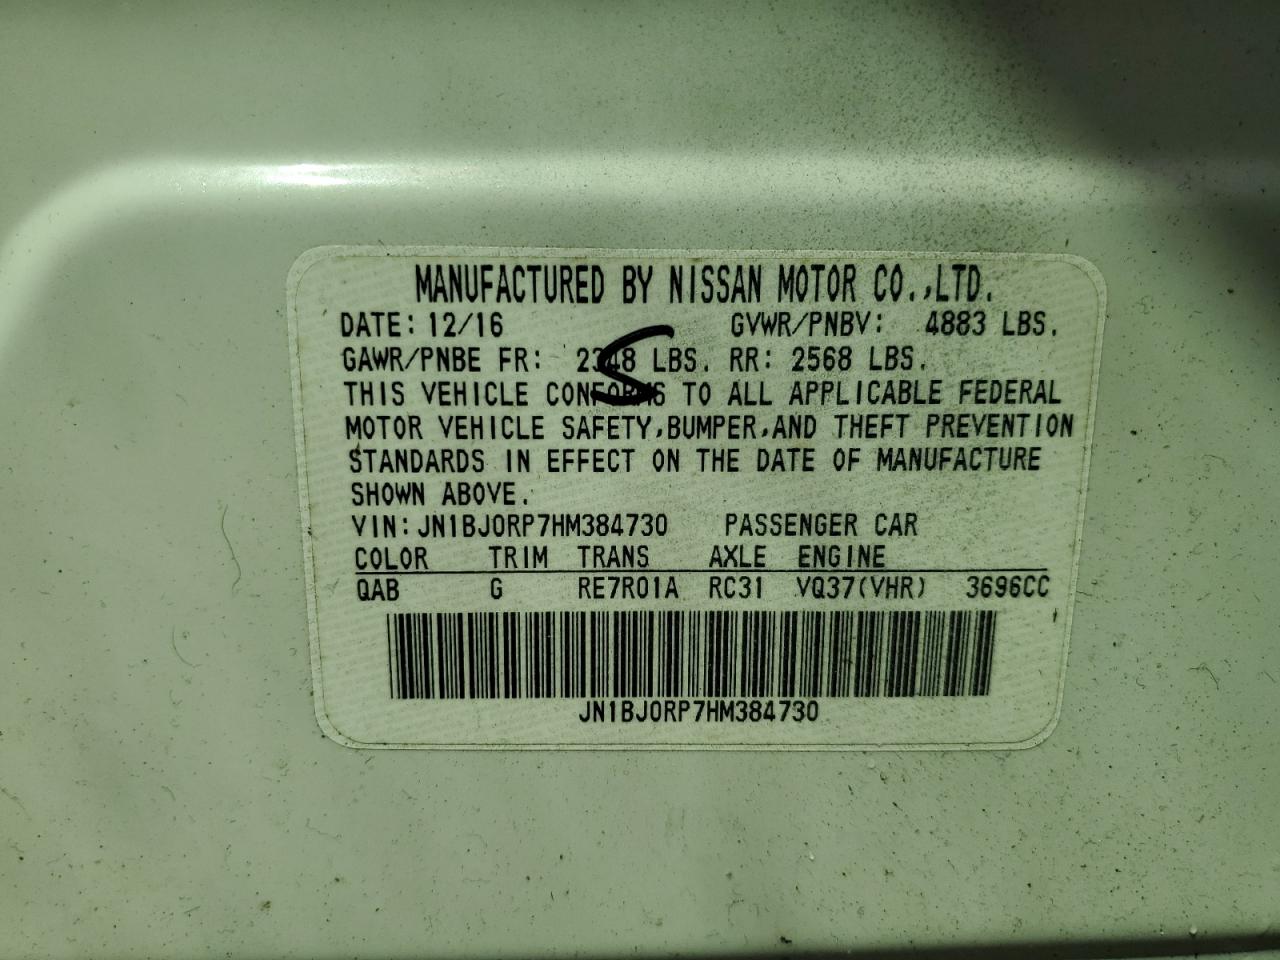 MANUFACTURED BY NISSAN MOTOR CO.,LTD.
DATE: 12/16 GVWR/PNBV: 4883 LBS.
GAWR/PNBE FR: 2348 LBS. RR: 2568 LBS.
THIS VEHICLE CONFORMS TO ALL APPLICABLE FEDERAL
MOTOR VEHICLE SAFETY,BUMPER,AND THEFT PREVENTION
STANDARDS IN EFFECT ON THE DATE OF MANUFACTURE
SHOWN ABOVE.
VIN:JN1BJ0RP7HM384730 PASSENGER CAR
COLOR TRIM TRANS AXLE ENGINE
QAB G RE7R01A RC31 VQ37(VHR) 3696CC
JN1BJ0RP7HM384730